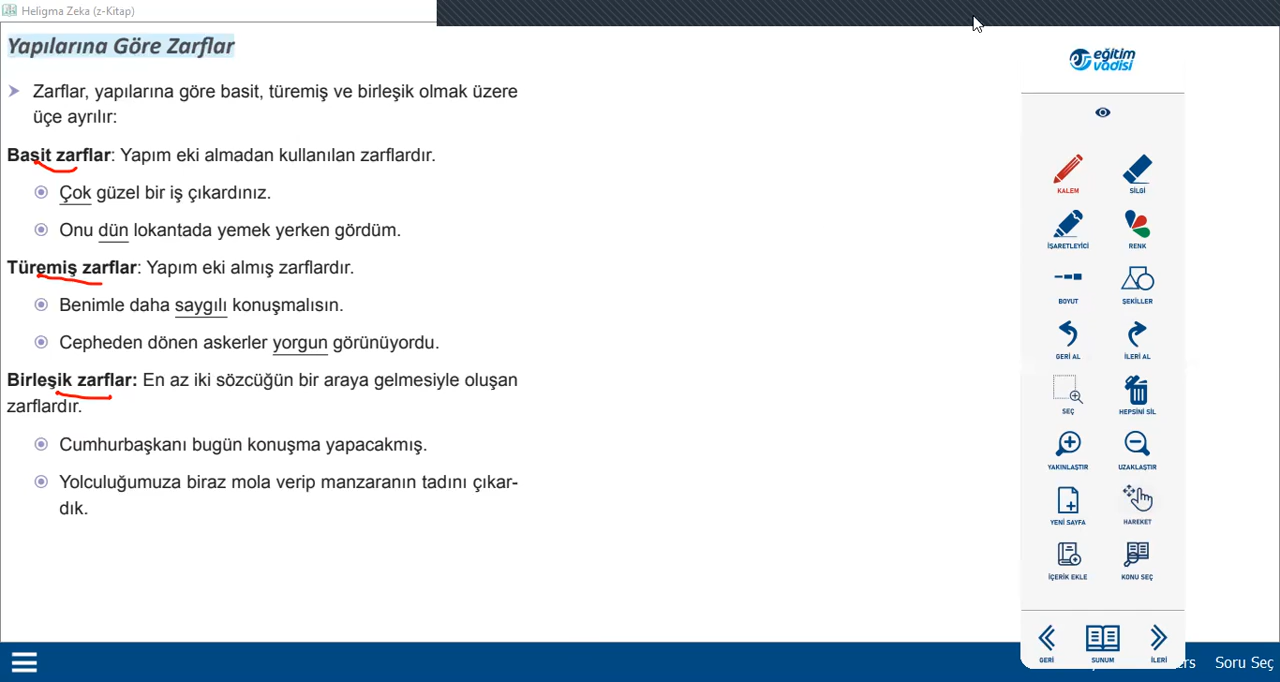 Heligma Zeka (z-Kitap)
Yapılarına Göre Zarflar
Zarflar, yapılarına göre basit, türemiş ve birleşik olmak üzere
üçe ayrılır:
Basit zarflar: Yapım eki almadan kullanılan zarflardır.
Çok güzel bir iş çıkardınız.
Onu dün lokantada yemek yerken gördüm.
Türemiş zarflar: Yapım eki almış zarflardır.
Benimle daha saygılı konuşmalısın.
Cepheden dönen askerler yorgun görünüyordu.
Birleşik zarflar: En az iki sözcüğün bir araya gelmesiyle oluşan
zarflardır.
Cumhurbaşkanı bugün konuşma yapacakmış.
Yolculuğumuza biraz mola verip manzaranın tadını çıkar-
dık.
eğitim
vadisi
KALEM SİLGİ
İŞARETLEYİCİ RENK
BOYUT ŞEKİLLER
GERİ AL İLERİ AL
SEÇ HEPSİNİ SİL
YAKINLAŞTIR UZAKLAŞTIR
YENİ SAYFA HAREKET
İÇERİK EKLE KONU SEÇ
GERİ SUNUM İLERİ
Soru Seç